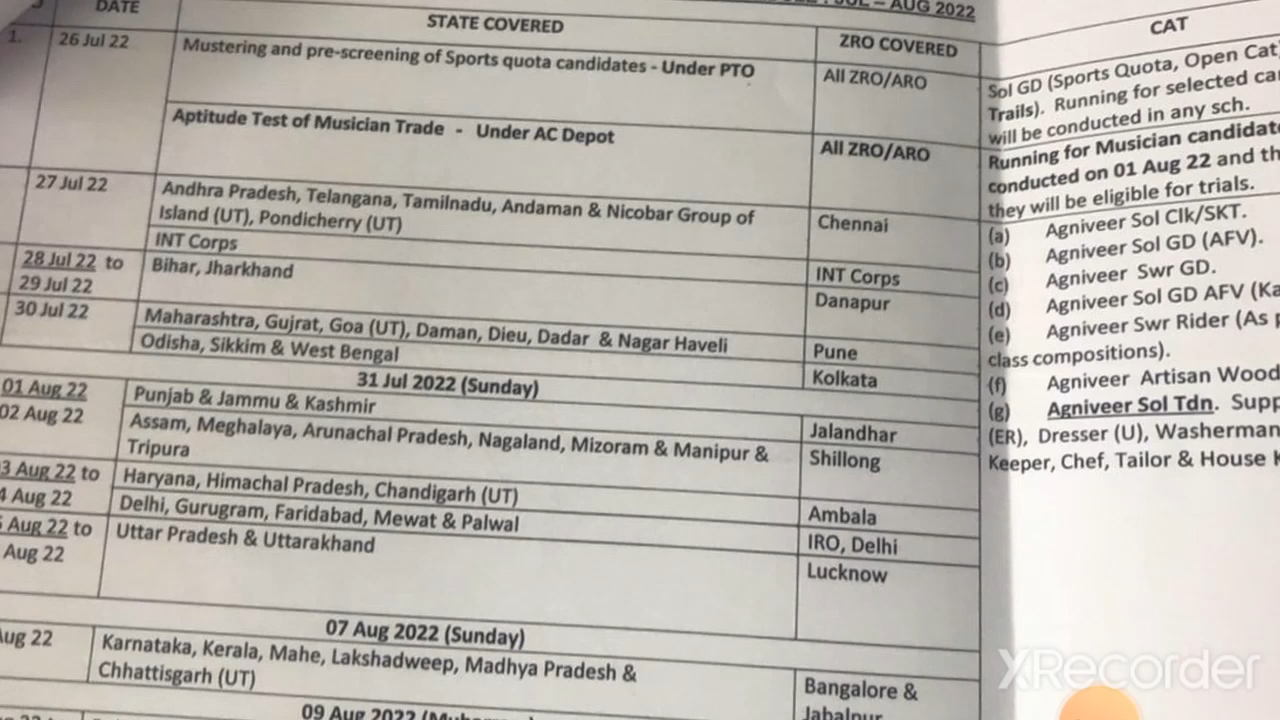 – AUG 2022
DATE
STATE COVERED
ZRO COVERED
CAT
1.
26 Jul 22
Mustering and pre-screening of Sports quota candidates - Under PTO
All ZRO/ARO
Sol GD (Sports Quota, Open Cat
Trails). Running for selected
will be conducted in any sch.
Aptitude Test of Musician Trade - Under AC Depot
All ZRO/ARO
Running for Musician
conducted on 01 Aug 22 and
they will be eligible for trials.
27 Jul 22
Andhra Pradesh, Telangana, Tamilnadu, Andaman & Nicobar Group of
Island (UT), Pondicherry (UT)
Chennai
INT Corps
INT Corps
28 Jul 22 to
29 Jul 22
Bihar, Jharkhand
Danapur
30 Jul 22
Maharashtra, Gujrat, Goa (UT), Daman, Dieu, Dadar & Nagar Haveli
Pune
Odisha, Sikkim & West Bengal
Kolkata
31 Jul 2022 (Sunday)
01 Aug 22
02 Aug 22
Punjab & Jammu & Kashmir
Jalandhar
Assam, Meghalaya, Arunachal Pradesh, Nagaland, Mizoram & Manipur &
Tripura
Shillong
3 Aug 22 to
4 Aug 22
Haryana, Himachal Pradesh, Chandigarh (UT)
Ambala
Delhi, Gurugram, Faridabad, Mewat & Palwal
IRO, Delhi
Aug 22 to
Aug 22
Uttar Pradesh & Uttarakhand
Lucknow
07 Aug 2022 (Sunday)
Aug 22
Karnataka, Kerala, Mahe, Lakshadweep, Madhya Pradesh &
Chhattisgarh (UT)
Bangalore &
Jabalpur
09 Aug 2022
(a) Agniveer Sol Clk/SKT.
(b) Agniveer Sol GD (AFV).
(c) Agniveer Swr GD.
(d) Agniveer Sol GD AFV (Ka
(e) Agniveer Swr Rider (As
class compositions).
(f) Agniveer Artisan Wood
(g) Agniveer Sol Tdn. Supp
(ER), Dresser (U), Washerman
Keeper, Chef, Tailor & House
XRecorder